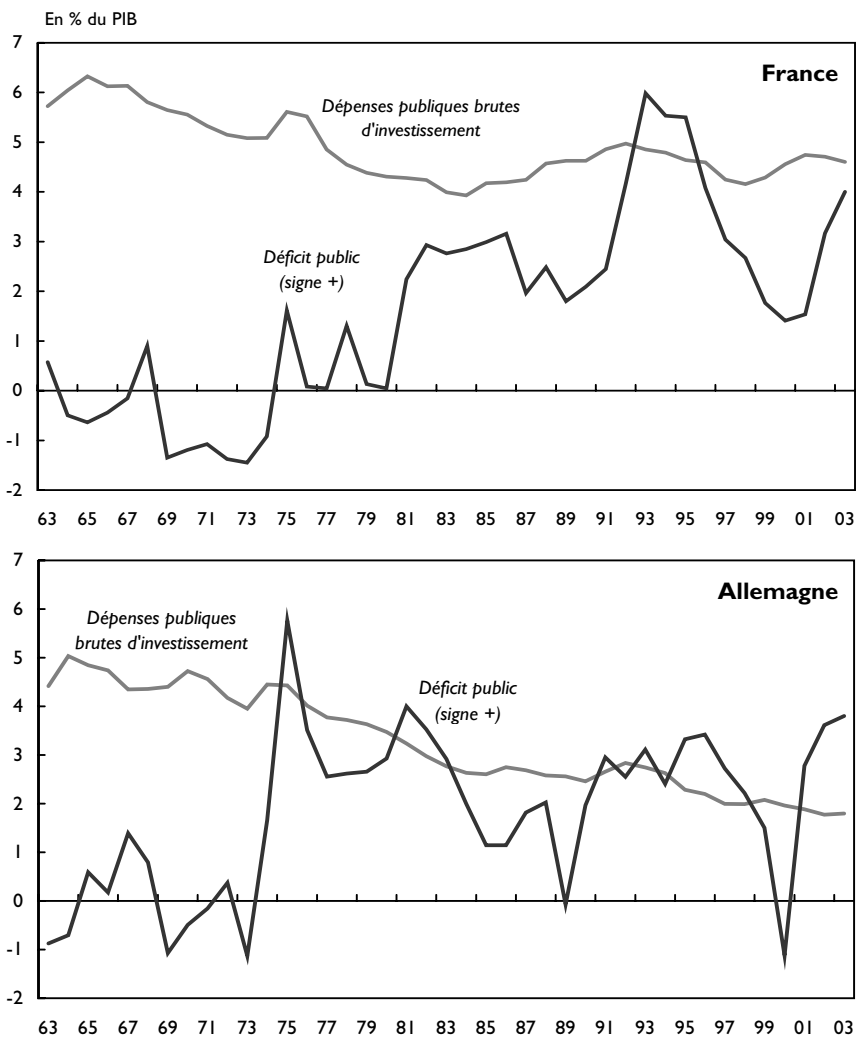 En % du PIB
7
France
6
Dépenses publiques brutes
d'investissement
5
4
3
Déficit public
(signe +)
2
1
0
-1
-2
63 65 67 69 71 73 75 77 79 81 83 85 87 89 91 93 95 97 99 01 03
7
Allemagne
6
Dépenses publiques
brutes d'investissement
5
Déficit public
(signe +)
4
3
2
1
0
-1
-2
63 65 67 69 71 73 75 77 79 81 83 85 87 89 91 93 95 97 99 01 03